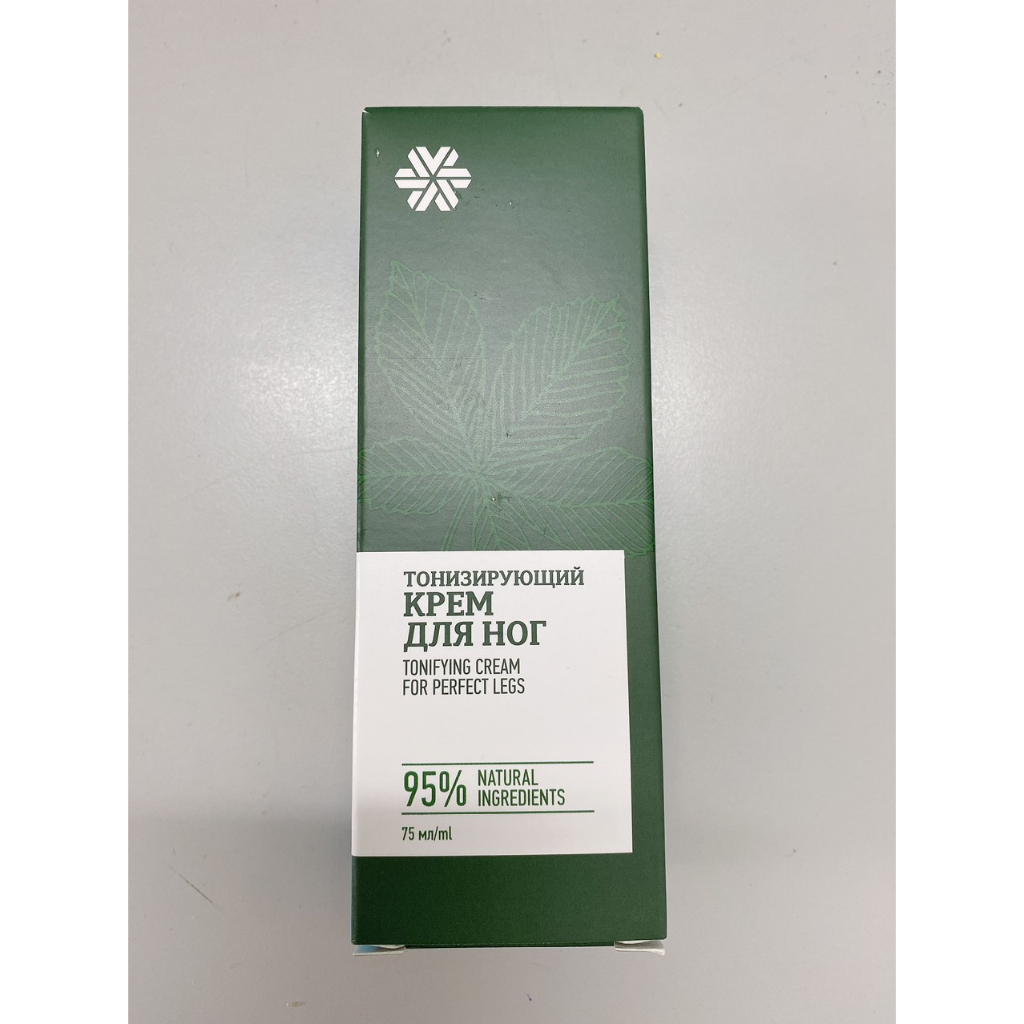 ТОНИЗИРУЮЩИЙ
КРЕМ
ДЛЯ НОГ
TONIFYING CREAM
FOR PERFECT LEGS
95% NATURAL
INGREDIENTS
75 мл/ml